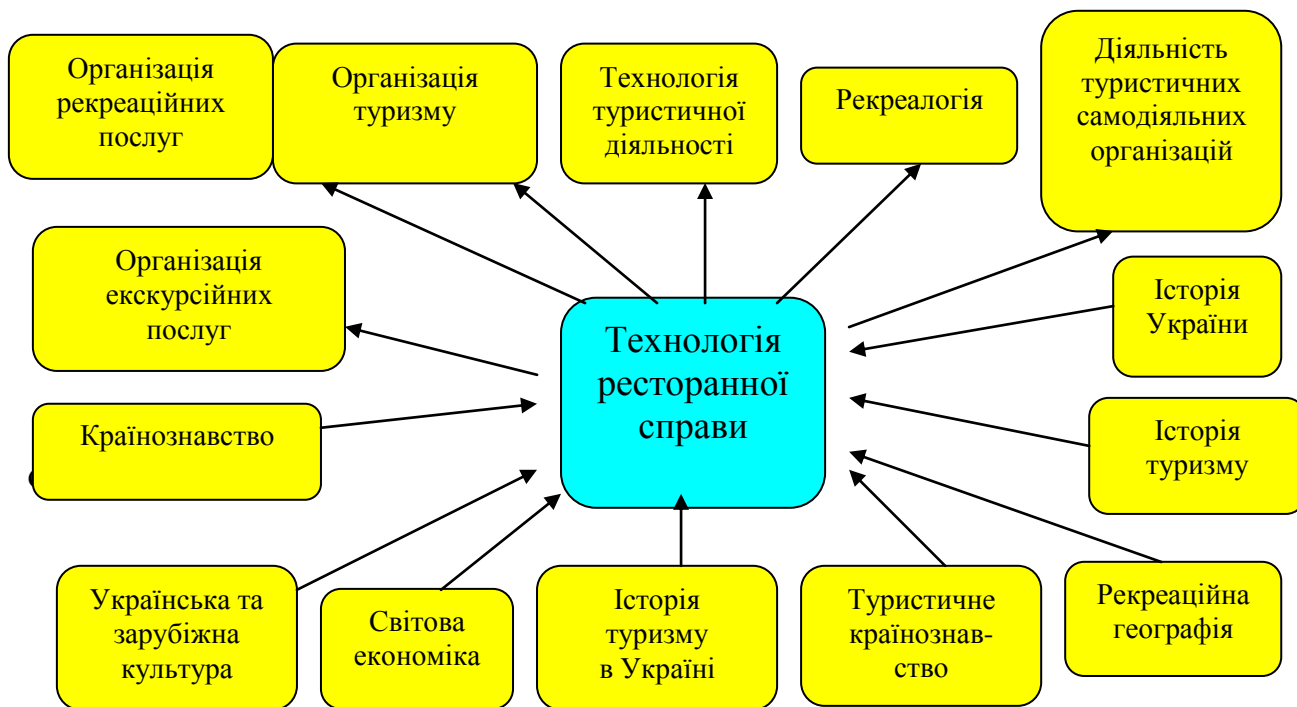 Організація
рекреаційних
послуг
Організація
туризму
Технологія
туристичної
діяльності
Рекреалогія
Діяльність
туристичних
самодіяльних
організацій
Організація
екскурсійних
послуг
Технологія
ресторанної
справи
Історія
України
Країнознавство
Історія
туризму
Українська та
зарубіжна
культура
Світова
економіка
Історія
туризму
в Україні
Туристичне
країнознав-
ство
Рекреаційна
географія